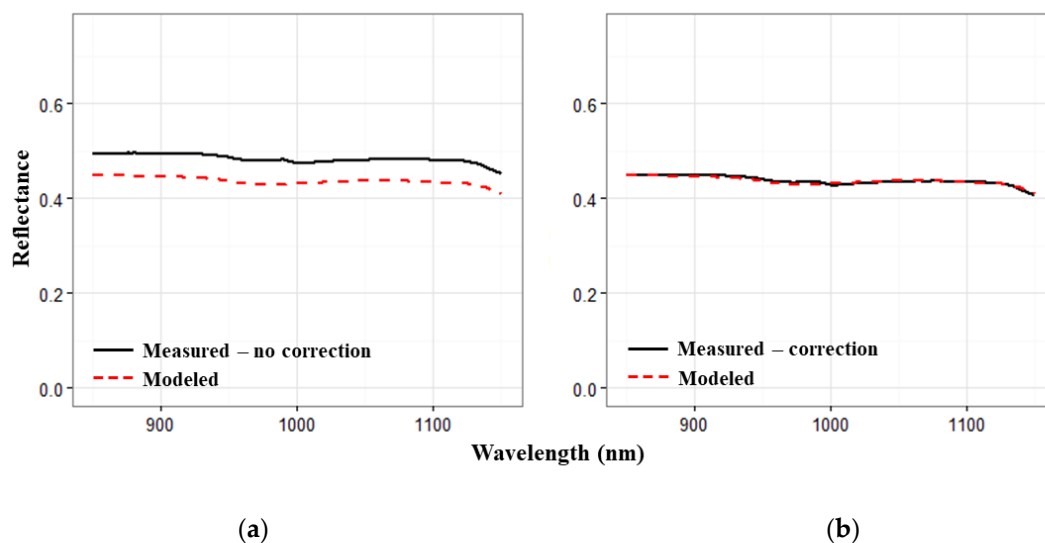 0.6
0.4
0.2
0.0
Reflectance
Measured – no correction
Modeled
900 1000 1100
0.6
0.4
0.2
0.0
Measured – correction
Modeled
900 1000 1100
Wavelength (nm)
(a) (b)